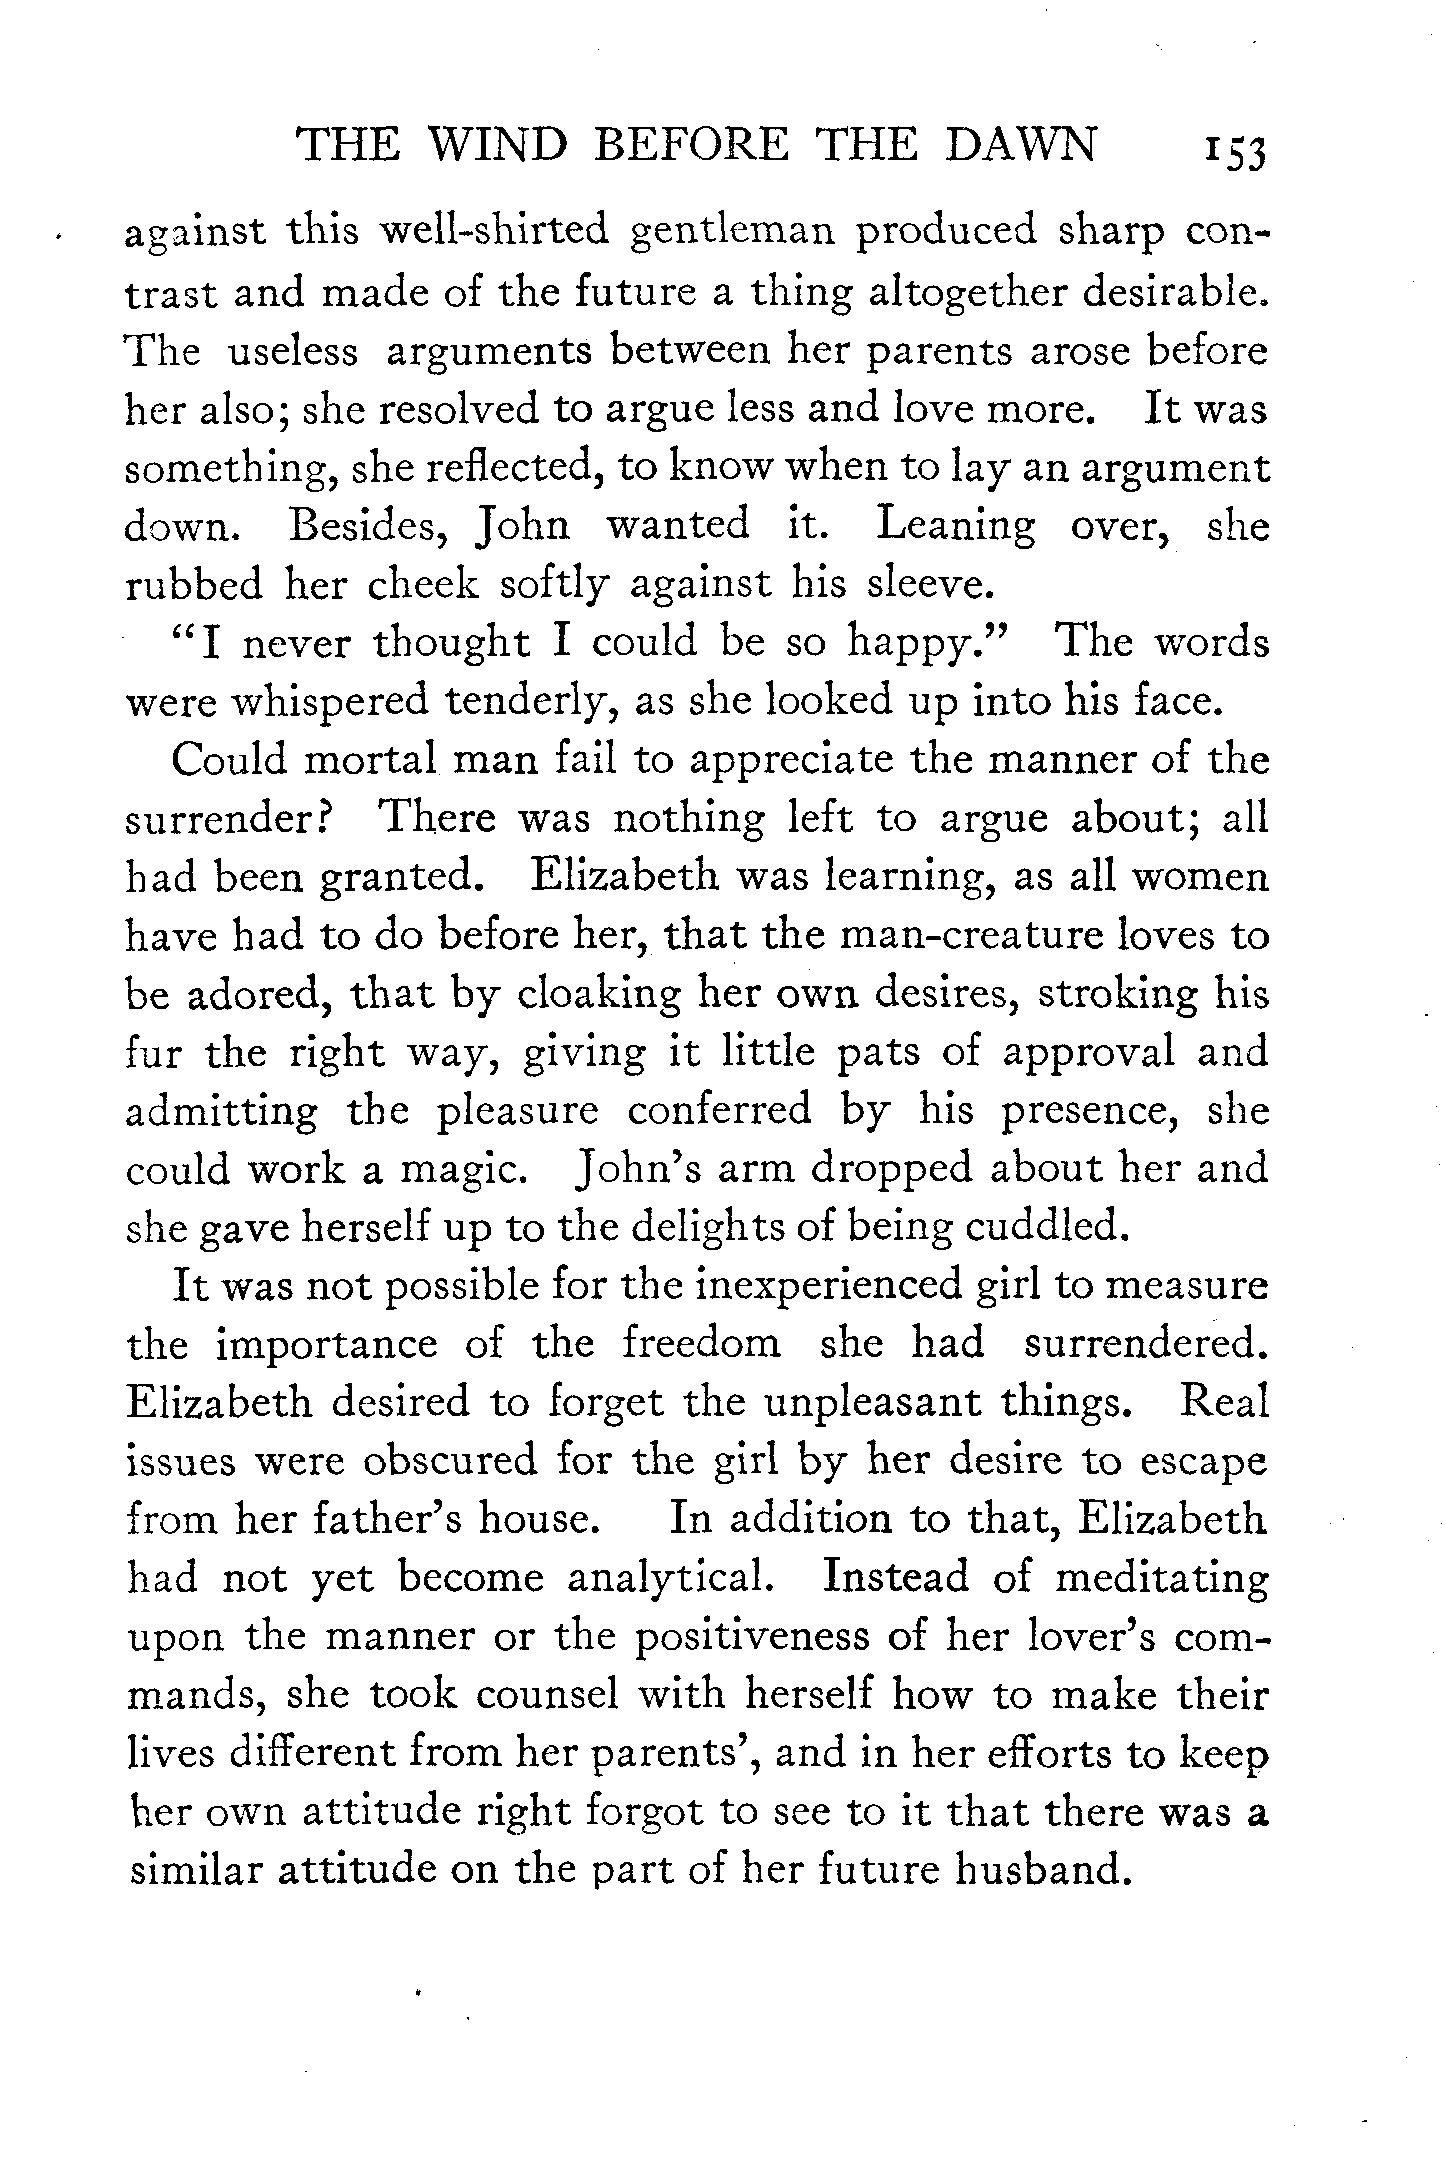 THE WIND BEFORE THE DAWN 153
against this well-shirted gentleman produced sharp con-
trast and made of the future a thing altogether desirable.
The useless arguments between her parents arose before
her also; she resolved to argue less and love more. It was
something, she reflected, to know when to lay an argument
down. Besides, John wanted it. Leaning over, she
rubbed her cheek softly against his sleeve.
“I never thought I could be so happy.” The words
were whispered tenderly, as she looked up into his face.
Could mortal man fail to appreciate the manner of the
surrender? There was nothing left to argue about; all
had been granted. Elizabeth was learning, as all women
have had to do before her, that the man-creature loves to
be adored, that by cloaking her own desires, stroking his
fur the right way, giving it little pats of approval and
admitting the pleasure conferred by his presence, she
could work a magic. John’s arm dropped about her and
she gave herself up to the delights of being cuddled.
It was not possible for the inexperienced girl to measure
the importance of the freedom she had surrendered.
Elizabeth desired to forget the unpleasant things. Real
issues were obscured for the girl by her desire to escape
from her father’s house. In addition to that, Elizabeth
had not yet become analytical. Instead of meditating
upon the manner or the positiveness of her lover’s com-
mands, she took counsel with herself how to make their
lives different from her parents’, and in her efforts to keep
her own attitude right forgot to see to it that there was a
similar attitude on the part of her future husband.